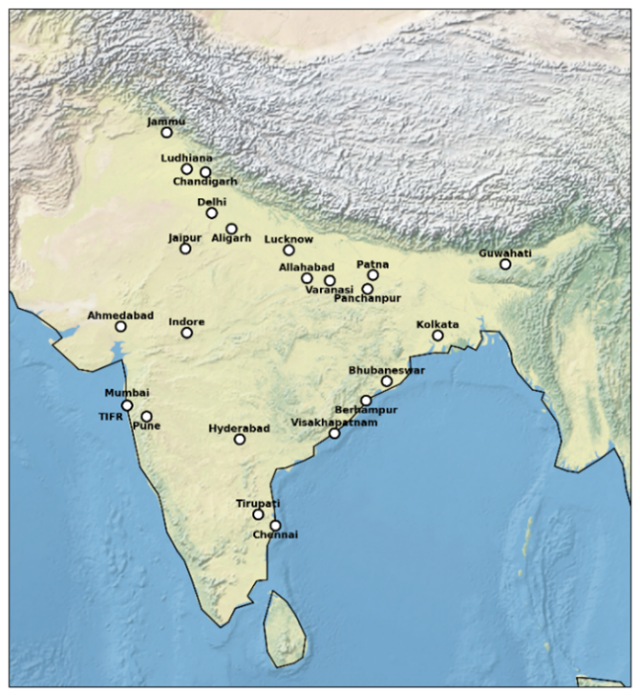 Jammu
Ludhiana
Chandigarh
Delhi
Jaipur
Aligarh
Lucknow
Guwahati
Allahabad
Patna
Varanasi
Panchanpur
Ahmedabad
Indore
Kolkata
Bhubaneswar
Mumbai
Berhampur
TIFR
Pune
Hyderabad
Visakhapatnam
Tirupati
Chennai